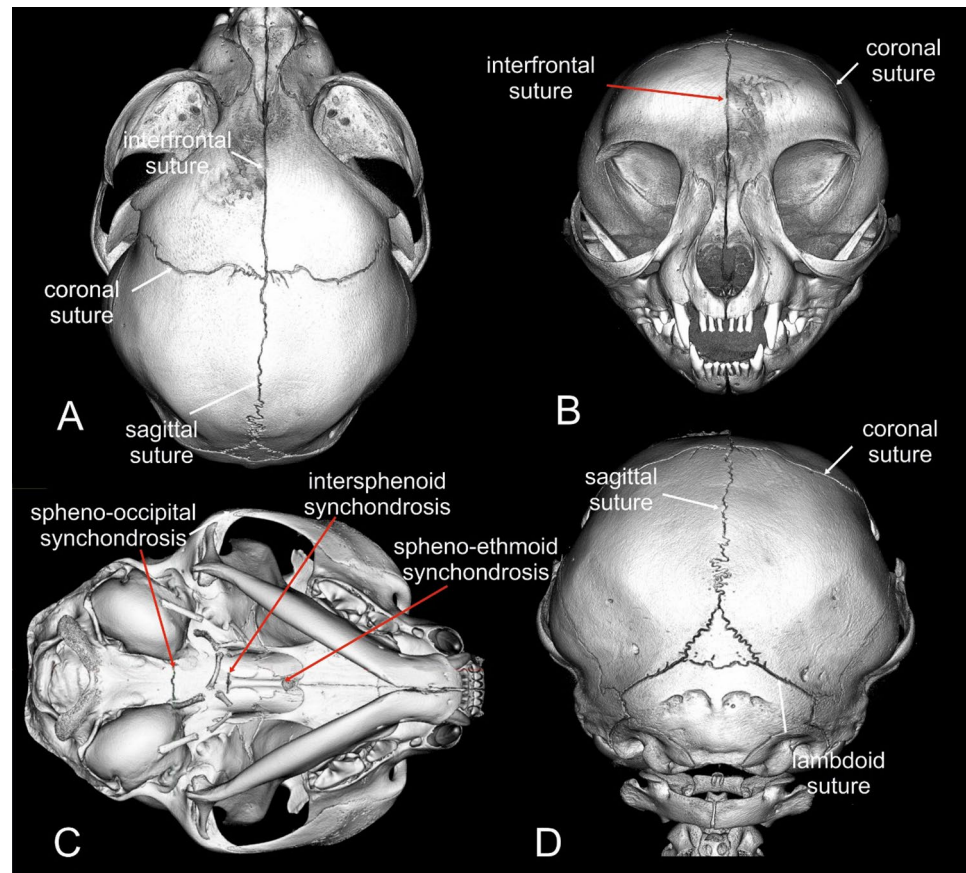 interfrontal
suture
coronal
suture
sagittal
suture
A
interfrontal
suture
coronal
suture
B
spheno-occipital
synchondrosis
intersphenoid
synchondrosis
spheno-ethmoid
synchondrosis
C
coronal
suture
sagittal
suture
lambdoid
suture
D